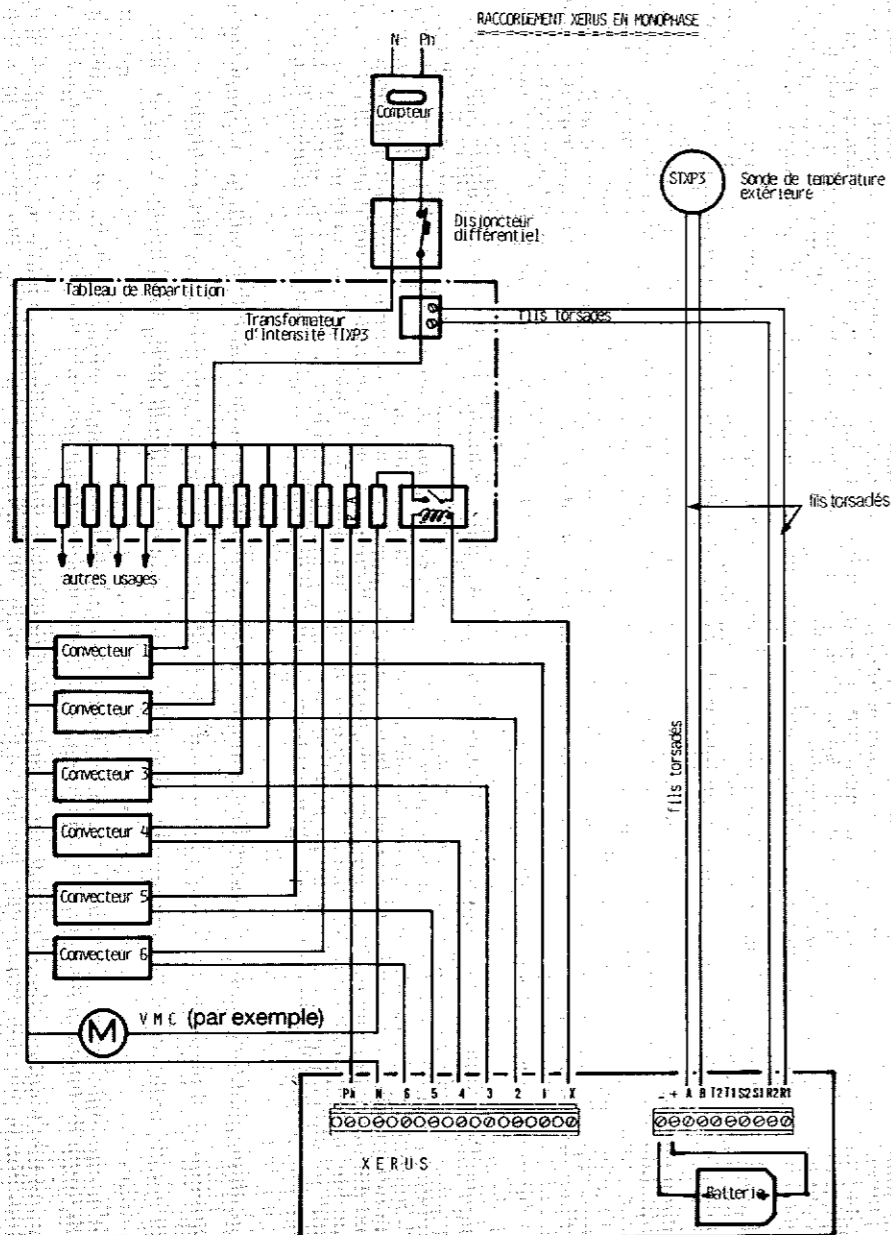 RACCORDEMENT XERUS EN MONOPHASE
N Ph
Compteur
STXP3
Sonde de température
extérieure
Disjoncteur
différentiel
Tableau de Répartition
Transformateur
d'Intensité TIXP3
fils torsades
fils torsadés
autres usages
Convecteur 1
Convecteur 2
Convecteur 3
Convecteur 4
Convecteur 5
Convecteur 6
fils torsadés
M
VMC (par exemple)
Ph N 6 5 4 3 2 1 X
- + A B T2 T1 S2 S1 R2 R1
XERUS
Batterie